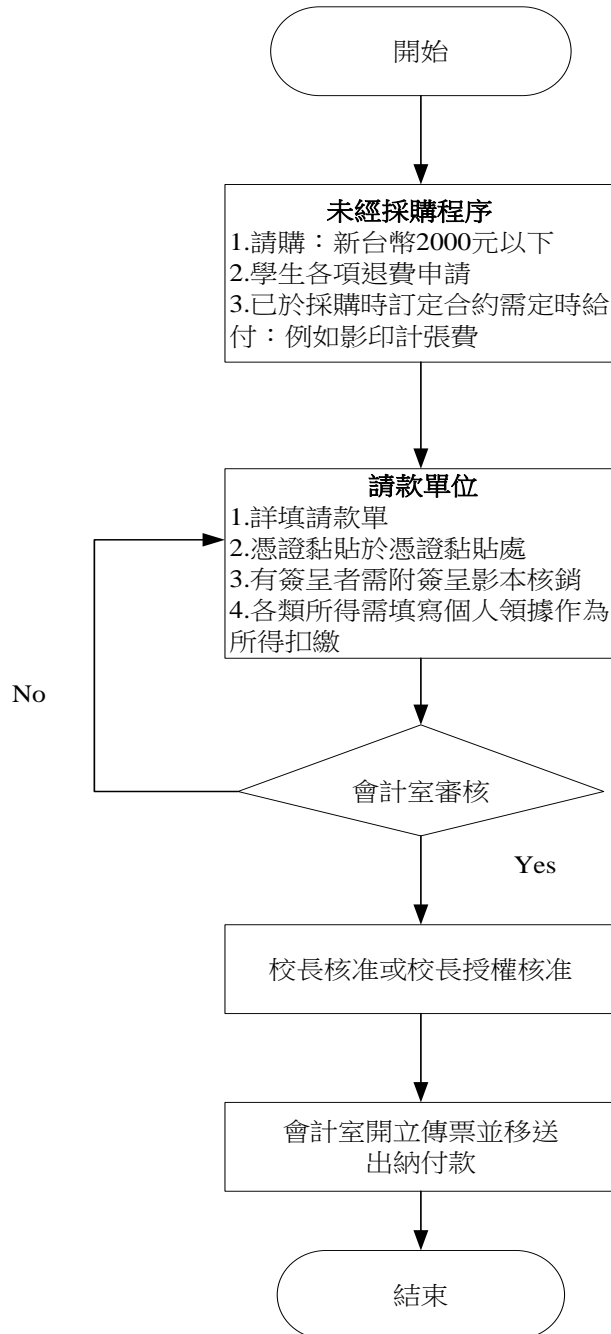 開始
未經採購程序
1.請購：新台幣2000元以下
2.學生各項退費申請
3.已於採購時訂定合約需定時給
付：例如影印計張費
請款單位
1.詳填請款單
2.憑證黏貼於憑證黏貼處
3.有簽呈者需附簽呈影本核銷
4.各類所得需填寫個人領據作為
所得扣繳
No
會計室審核
Yes
校長核准或校長授權核准
會計室開立傳票並移送
出納付款
結束